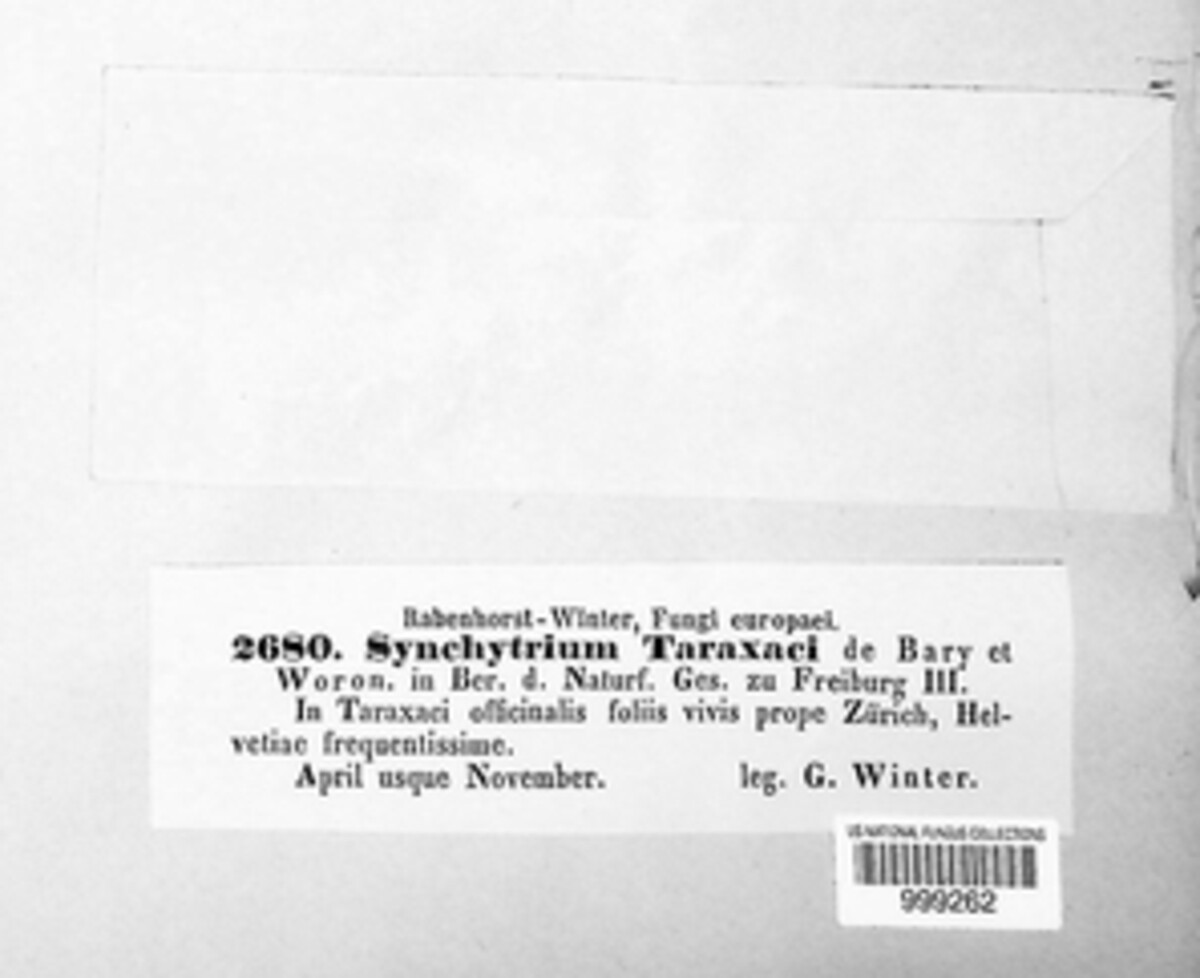 Rabenhorst-Winter, Fungi europaei.
2680. Synchytrium Taraxaci de Bary et
Woron. in Ber. d. Naturf. Ges. zu Freiburg III.
In Taraxaci officinalis foliis vivis prope Zürich, Hel-
vetiae frequentissime.
April usque November. leg. G. Winter.
US NATIONAL FUNGUS COLLECTIONS
999262